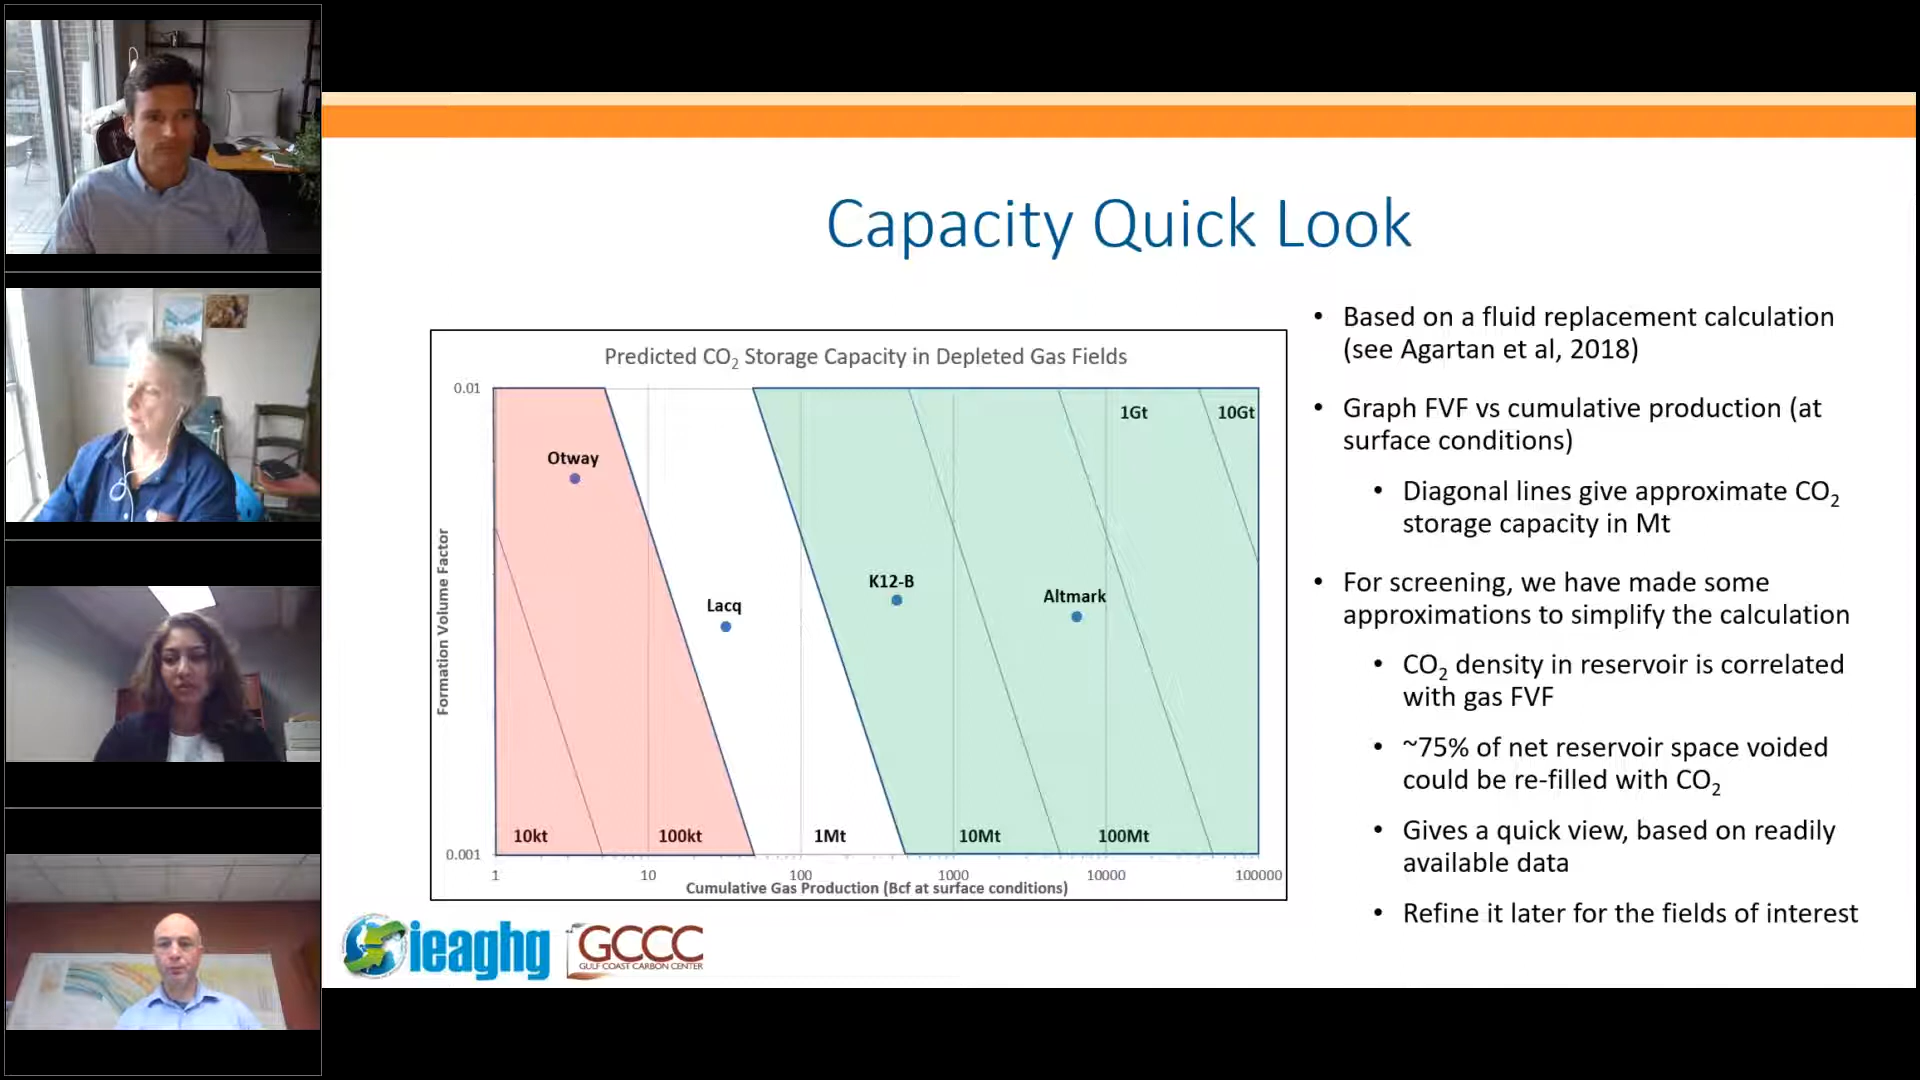 Capacity Quick Look
Predicted CO₂ Storage Capacity in Depleted Gas Fields
0.01
1Gt
10Gt
Otway
K12-B
Altmark
Lacq
Formation Volume Factor
10kt
100kt
1Mt
10Mt
100Mt
0.001
1
10
100
1000
10000
100000
Cumulative Gas Production (Bcf at surface conditions)
• Based on a fluid replacement calculation
(see Agartan et al, 2018)
• Graph FVF vs cumulative production (at
surface conditions)
• Diagonal lines give approximate CO₂
storage capacity in Mt
• For screening, we have made some
approximations to simplify the calculation
• CO₂ density in reservoir is correlated
with gas FVF
• ~75% of net reservoir space voided
could be re-filled with CO₂
• Gives a quick view, based on readily
available data
• Refine it later for the fields of interest
ieaghg
GCCC
GULF COAST CARBON CENTER